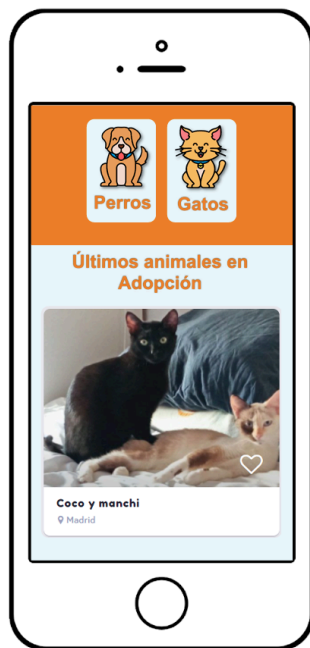 Perros
Gatos
Últimos animales en
Adopción
Coco y manchi
Madrid